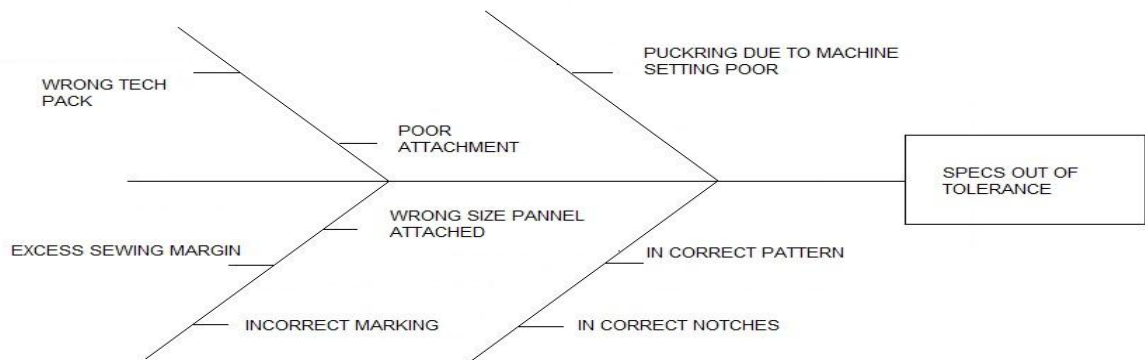 PUCKRING DUE TO MACHINE
SETTING POOR
WRONG TECH
PACK
POOR
ATTACHMENT
SPECS OUT OF
TOLERANCE
WRONG SIZE PANNEL
ATTACHED
EXCESS SEWING MARGIN
IN CORRECT PATTERN
INCORRECT MARKING
IN CORRECT NOTCHES